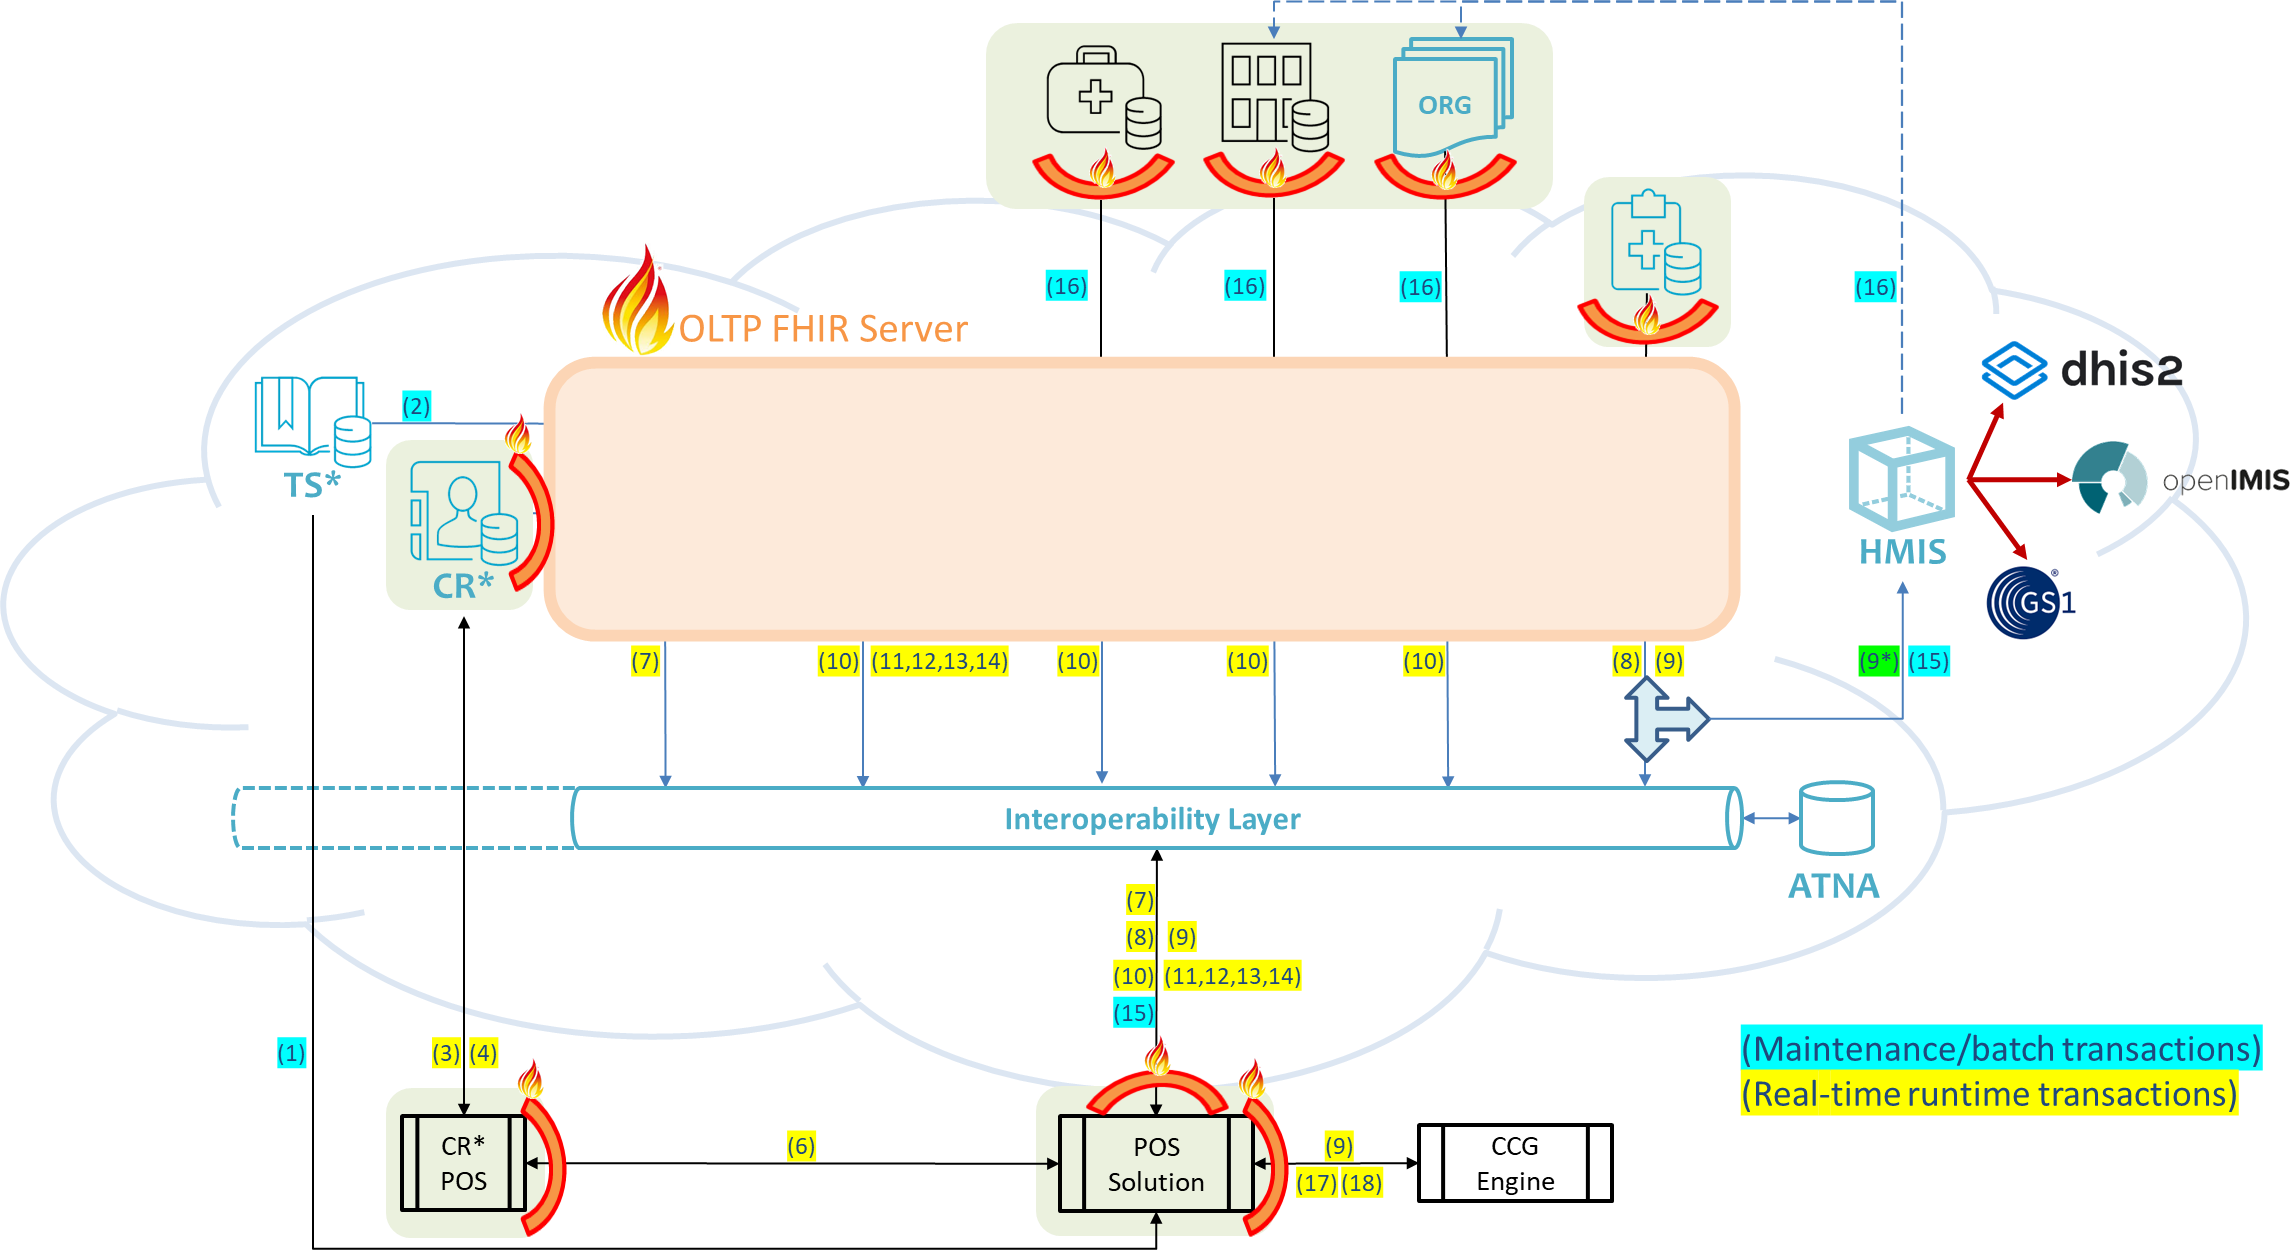 ORG
(16)
(16)
(16)
(16)
OLTP FHIR Server
dhis2
(2)
TS*
openIMIS
HMIS
CR*
GS1
®
(7)
(10) (11,12,13,14)
(10)
(10)
(10)
(8) (9)
(9*) (15)
Interoperability Layer
ATNA
(7)
(8) (9)
(10) (11,12,13,14)
(15)
(1)
(3) (4)
(Maintenance/batch transactions)
(Real-time runtime transactions)
CR*
POS
(6)
POS
Solution
(9)
(17) (18)
CCG
Engine